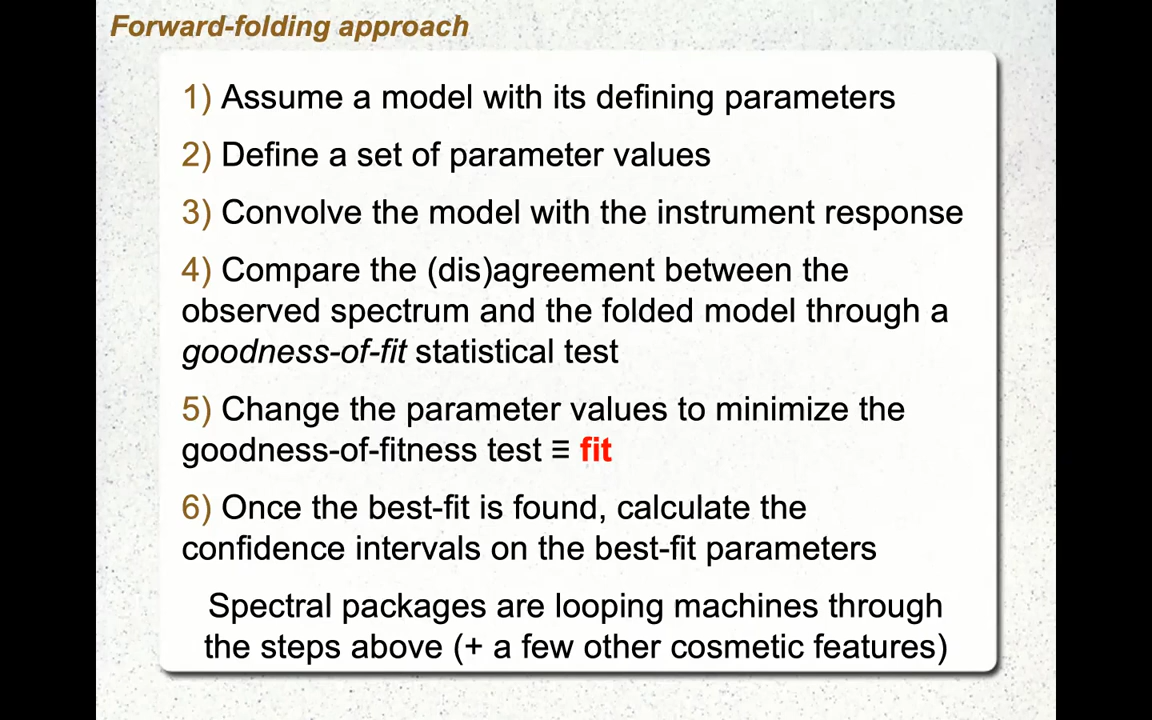 Forward-folding approach
1) Assume a model with its defining parameters
2) Define a set of parameter values
3) Convolve the model with the instrument response
4) Compare the (dis)agreement between the
observed spectrum and the folded model through a
goodness-of-fit statistical test
5) Change the parameter values to minimize the
goodness-of-fitness test ≡ fit
6) Once the best-fit is found, calculate the
confidence intervals on the best-fit parameters
Spectral packages are looping machines through
the steps above (+ a few other cosmetic features)